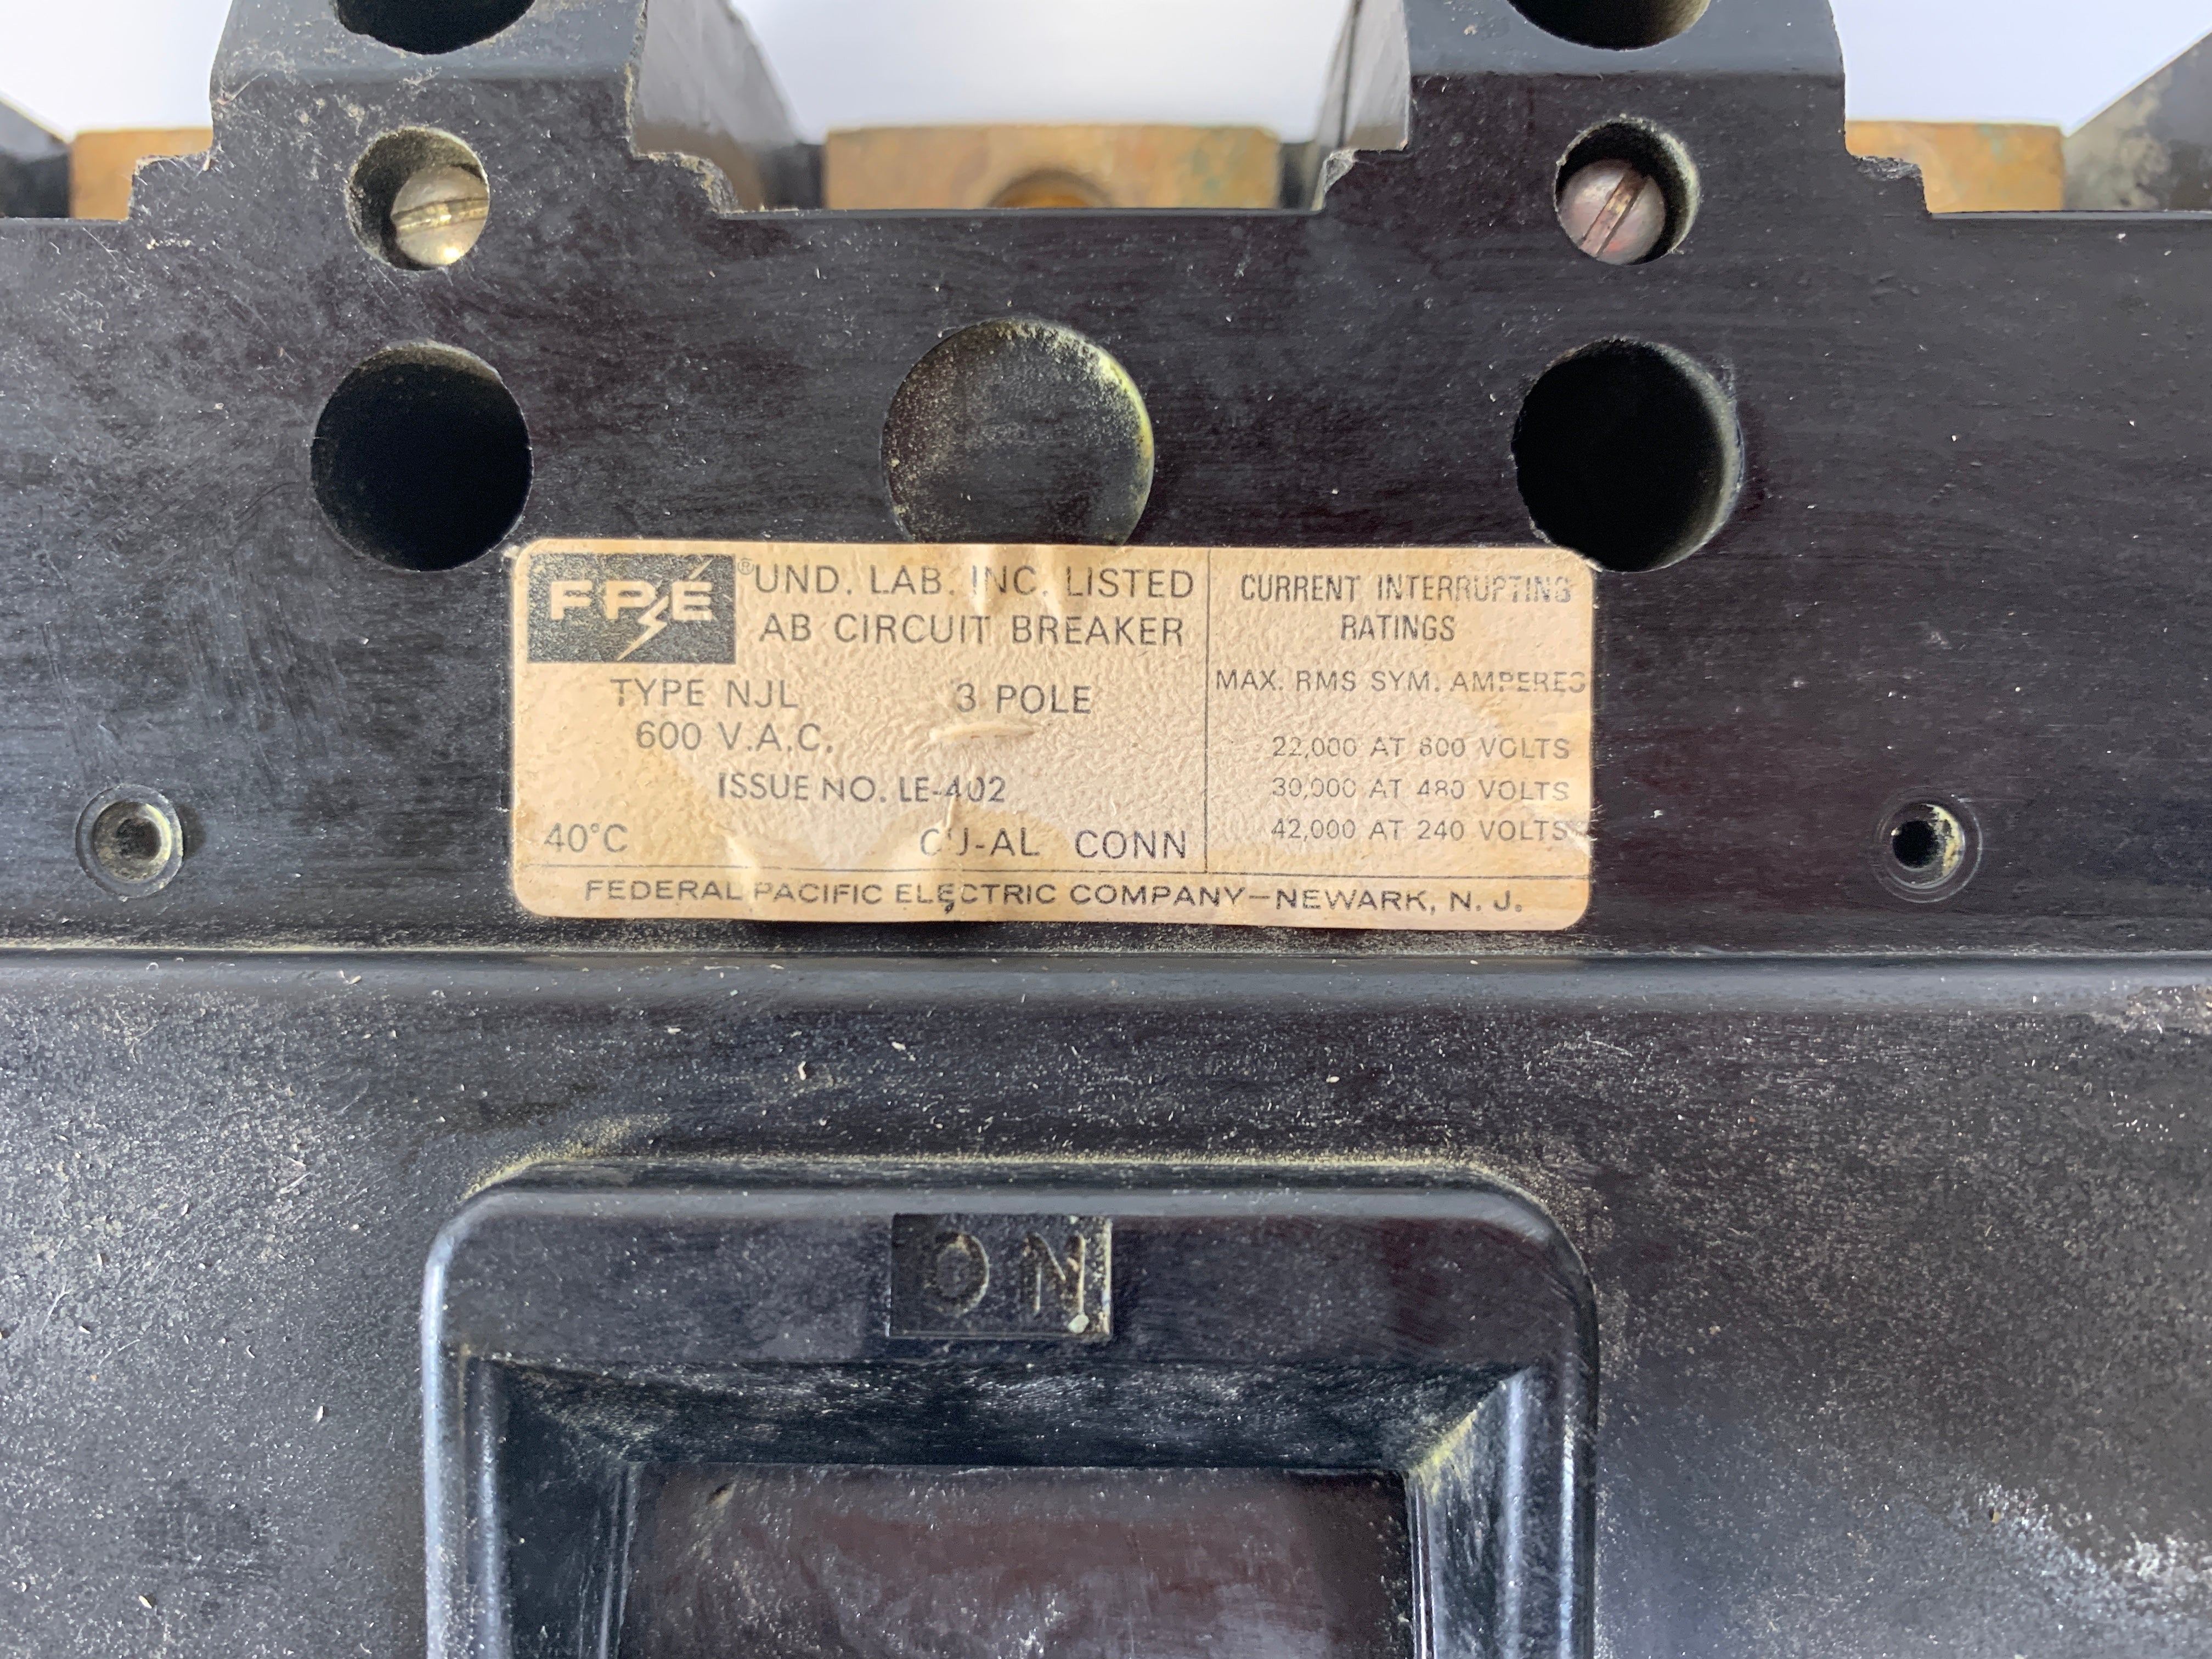 FPE ® UND. LAB. INC. LISTED
AB CIRCUIT BREAKER
TYPE NJL 3 POLE
600 V.A.C.
ISSUE NO. LE-402
40°C CU-AL CONN
CURRENT INTERRUPTING
RATINGS
MAX. RMS SYM. AMPERES
22,000 AT 600 VOLTS
30,000 AT 480 VOLTS
42,000 AT 240 VOLTS
FEDERAL PACIFIC ELECTRIC COMPANY—NEWARK, N. J.
ON